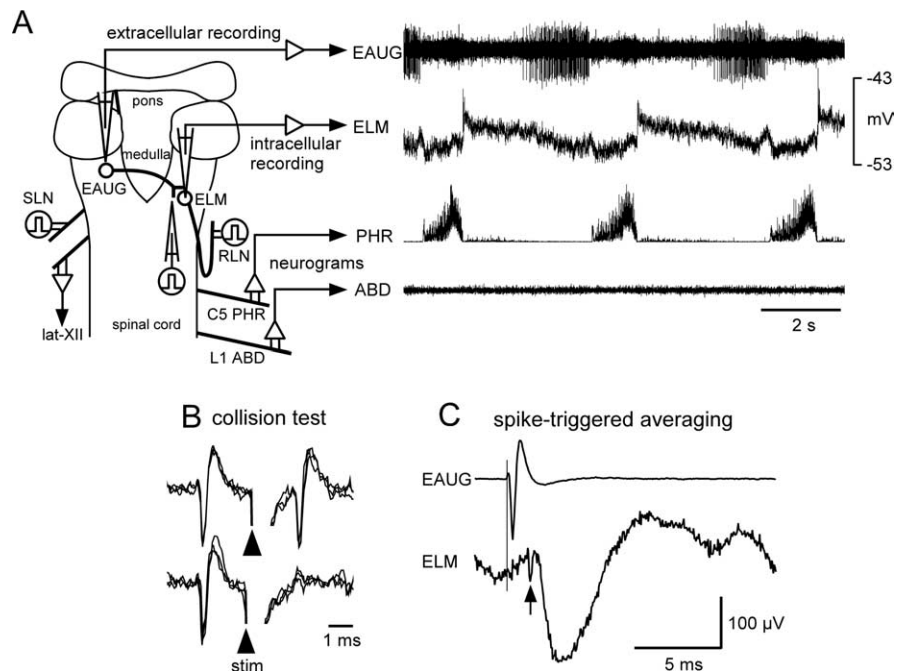 A
extracellular recording
EAUG
-43
mV
-53
ELM
intracellular
recording
pons
medulla
EAUG
ELM
SLN
RLN
PHR
neurograms
C5 PHR
ABD
lat-XII
spinal cord
L1 ABD
2 s
B collision test
1 ms
stim
C spike-triggered averaging
EAUG
ELM
100 µV
5 ms